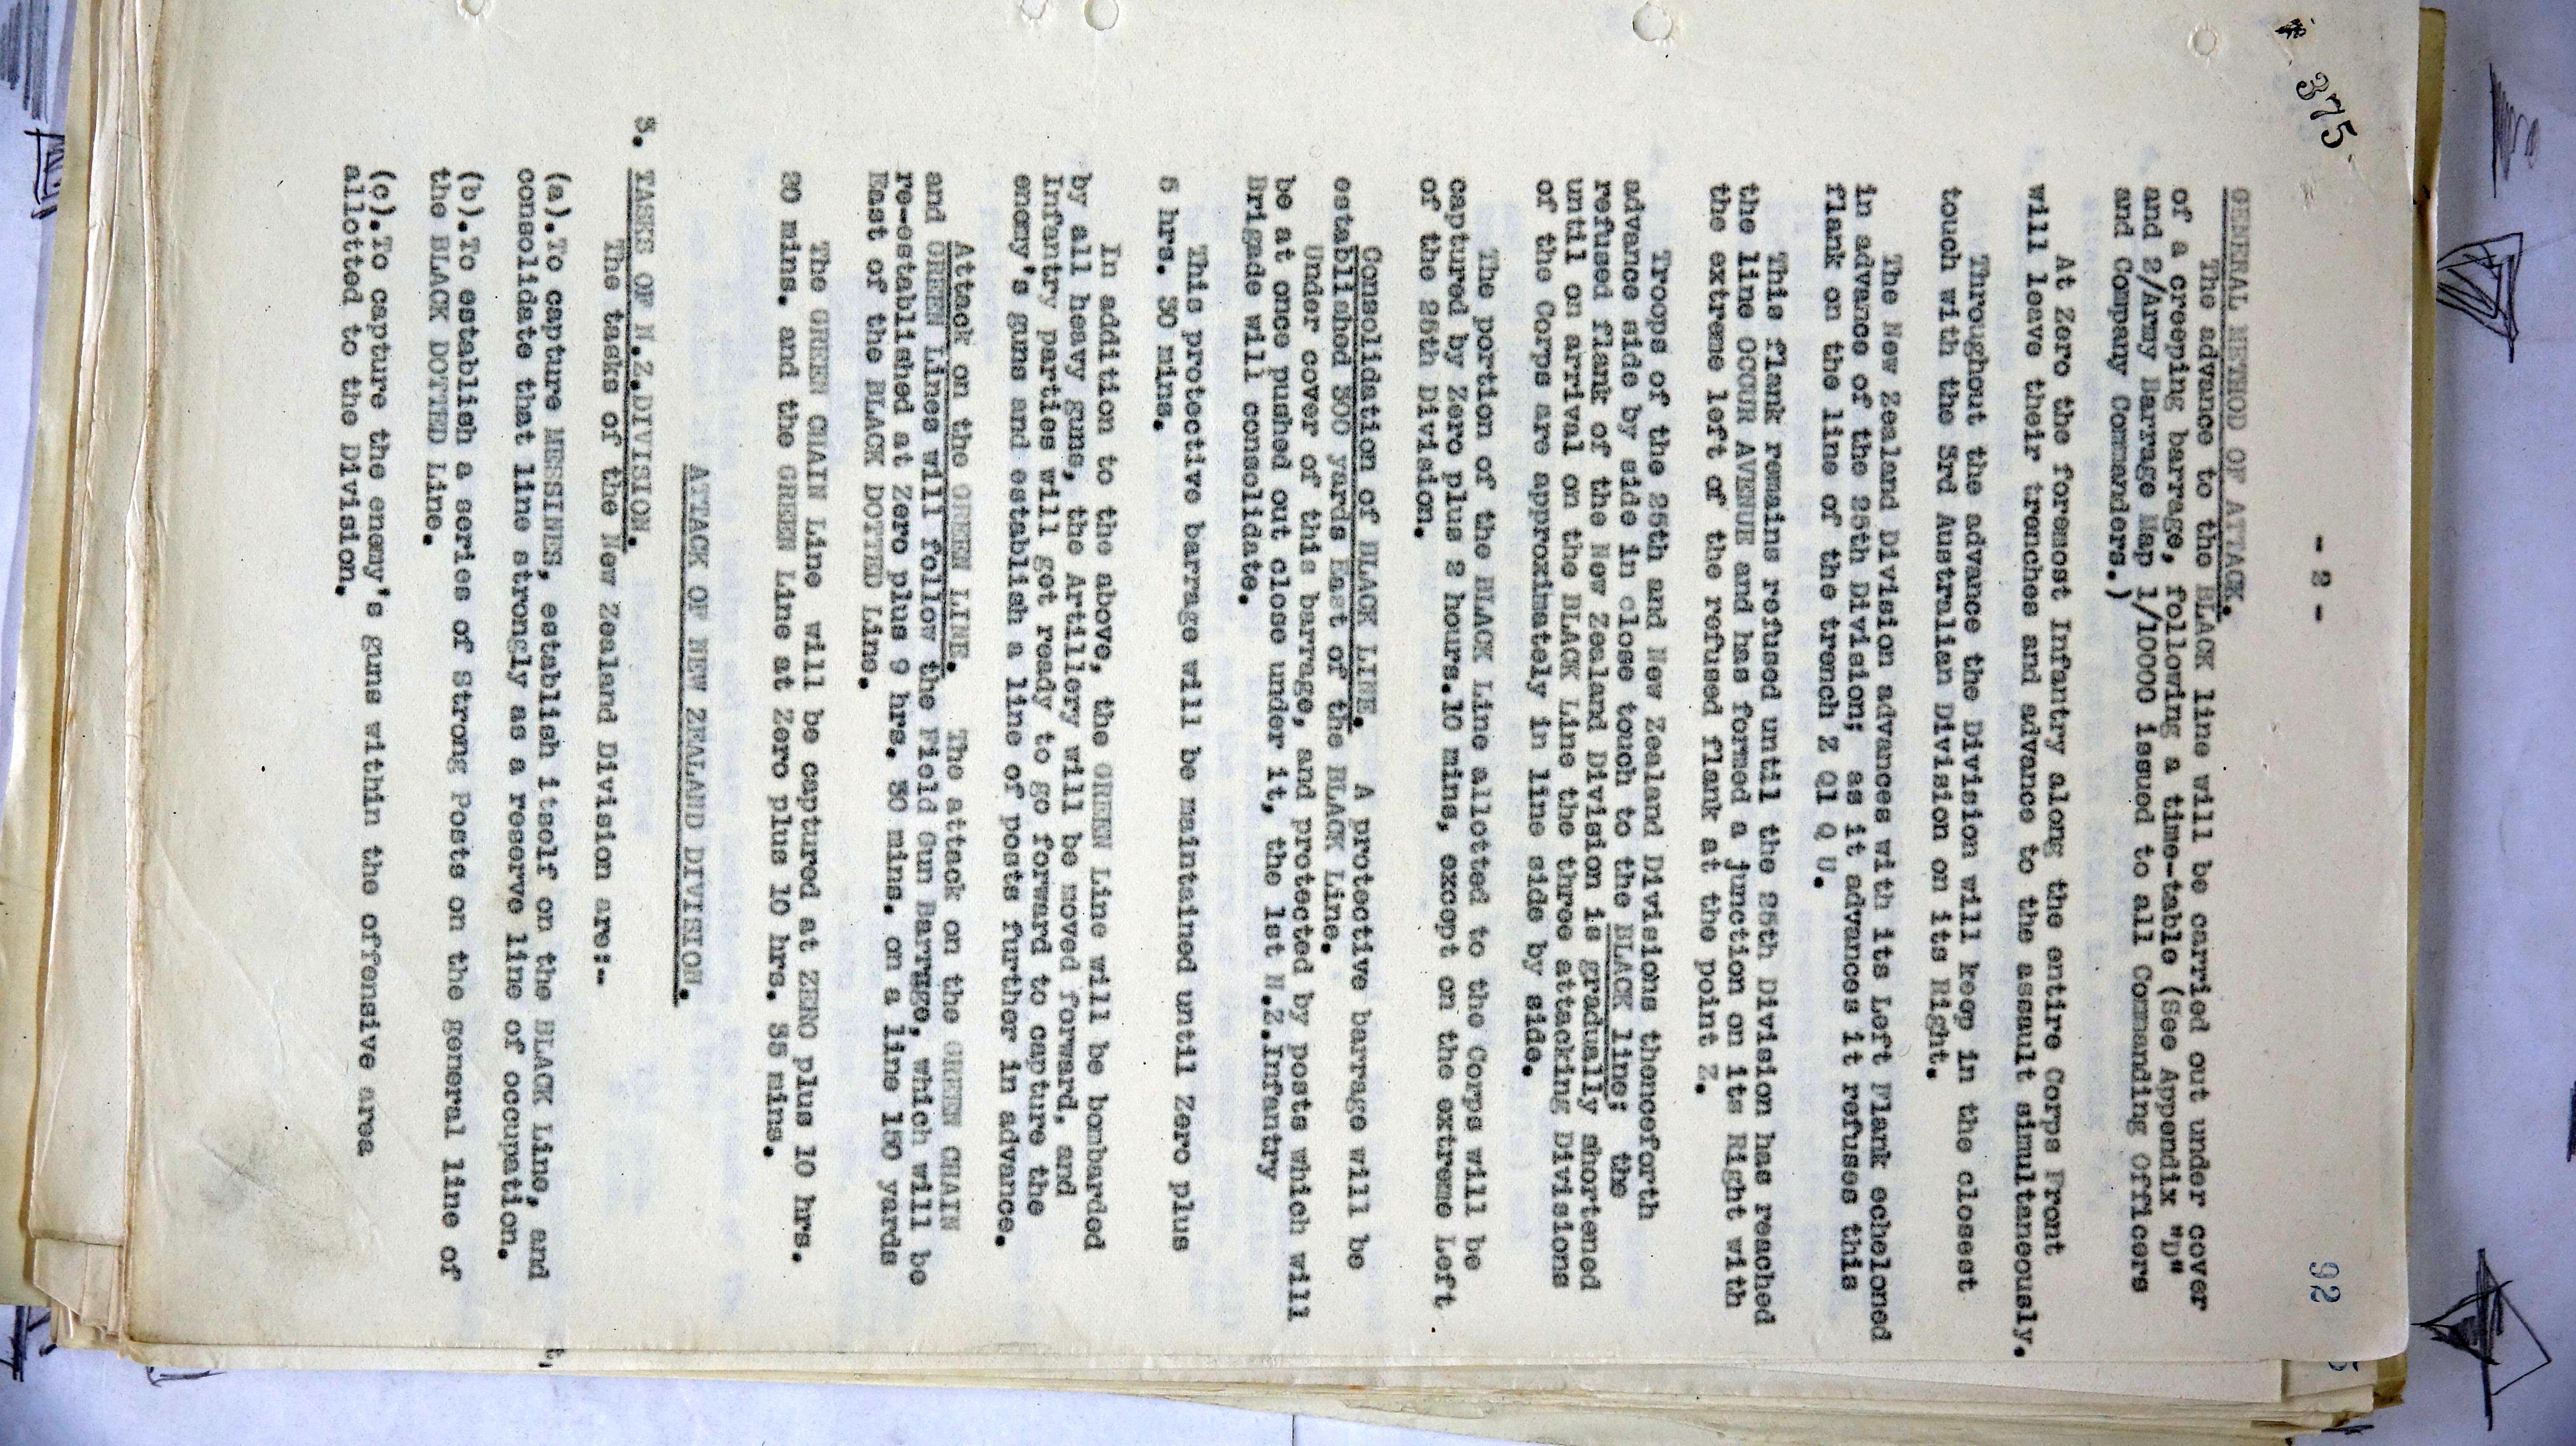 375
- 2 -
92
GENERAL METHOD OF ATTACK.
The advance to the BLACK line will be carried out under cover
of a creeping barrage, following a time-table (See Appendix "D"
and 2/Army Barrage Map 1/10000 issued to all Commanding Officers
and Company Commanders.)
At Zero the foremost Infantry along the entire Corps Front
will leave their trenches and advance to the assault simultaneously.
Throughout the advance the Division will keep in the closest
touch with the 3rd Australian Division on its Right.
The New Zealand Division advances with its Left Flank echeloned
in advance of the 25th Division; as it advances it refuses this
flank on the line of the trench Z Q1 Q U.
This flank remains refused until the 25th Division has reached
the line OCCUR AVENUE and has formed a junction on its Right with
the extreme left of the refused flank at the point Z.
Troops of the 25th and New Zealand Divisions thenceforth
advance side by side in close touch to the BLACK line; the
refused flank of the New Zealand Division is gradually shortened
until on arrival on the BLACK Line the three attacking Divisions
of the Corps are approximately in line side by side.
The portion of the BLACK Line allotted to the Corps will be
captured by Zero plus 2 hours.10 mins, except on the extreme Left
of the 25th Division.
Consolidation of BLACK LINE. A protective barrage will be
established 300 yards East of the BLACK Line.
Under cover of this barrage, and protected by posts which will
be at once pushed out close under it, the 1st N.Z.Infantry
Brigade will consolidate.
This protective barrage will be maintained until Zero plus
5 hrs. 30 mins.
In addition to the above, the GREEN Line will be bombarded
by all heavy guns, the Artillery will be moved forward, and
Infantry parties will get ready to go forward to capture the
enemy's guns and establish a line of posts further in advance.
Attack on the GREEN LINE. The attack on the GREEN CHAIN
and GREEN Lines will follow the Field Gun Barrage, which will be
re-established at Zero plus 9 hrs. 30 mins. on a line 150 yards
East of the BLACK DOTTED Line.
The GREEN CHAIN Line will be captured at ZERO plus 10 hrs.
20 mins. and the GREEN Line at Zero plus 10 hrs. 35 mins.
ATTACK OF NEW ZEALAND DIVISION.
3. TASKS OF N.Z.DIVISION.
The tasks of the New Zealand Division are:-
(a).To capture MESSINES, establish itself on the BLACK Line, and
consolidate that line strongly as a reserve line of occupation.
(b).To establish a series of Strong Posts on the general line of
the BLACK DOTTED Line.
(c).To capture the enemy's guns within the offensive area
allotted to the Division.